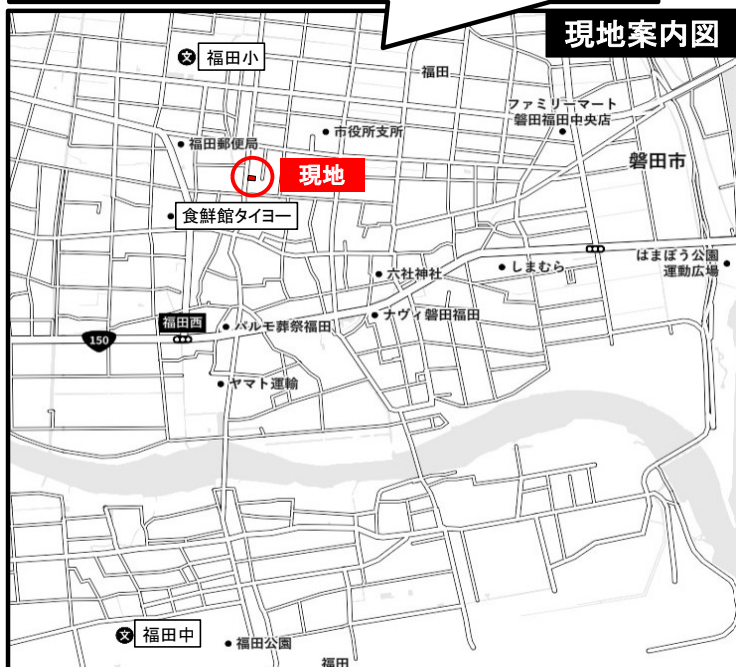 現地案内図
文 福田小
福田
ファミリーマート
磐田福田中央店
市役所支所
福田郵便局
磐田市
現地
食鮮館タイヨー
はまぼう公園
運動広場
しまむら
六社神社
ナヴィ磐田福田
福田西
パルモ葬祭福田
150
ヤマト運輸
文 福田中
福田公園
福田